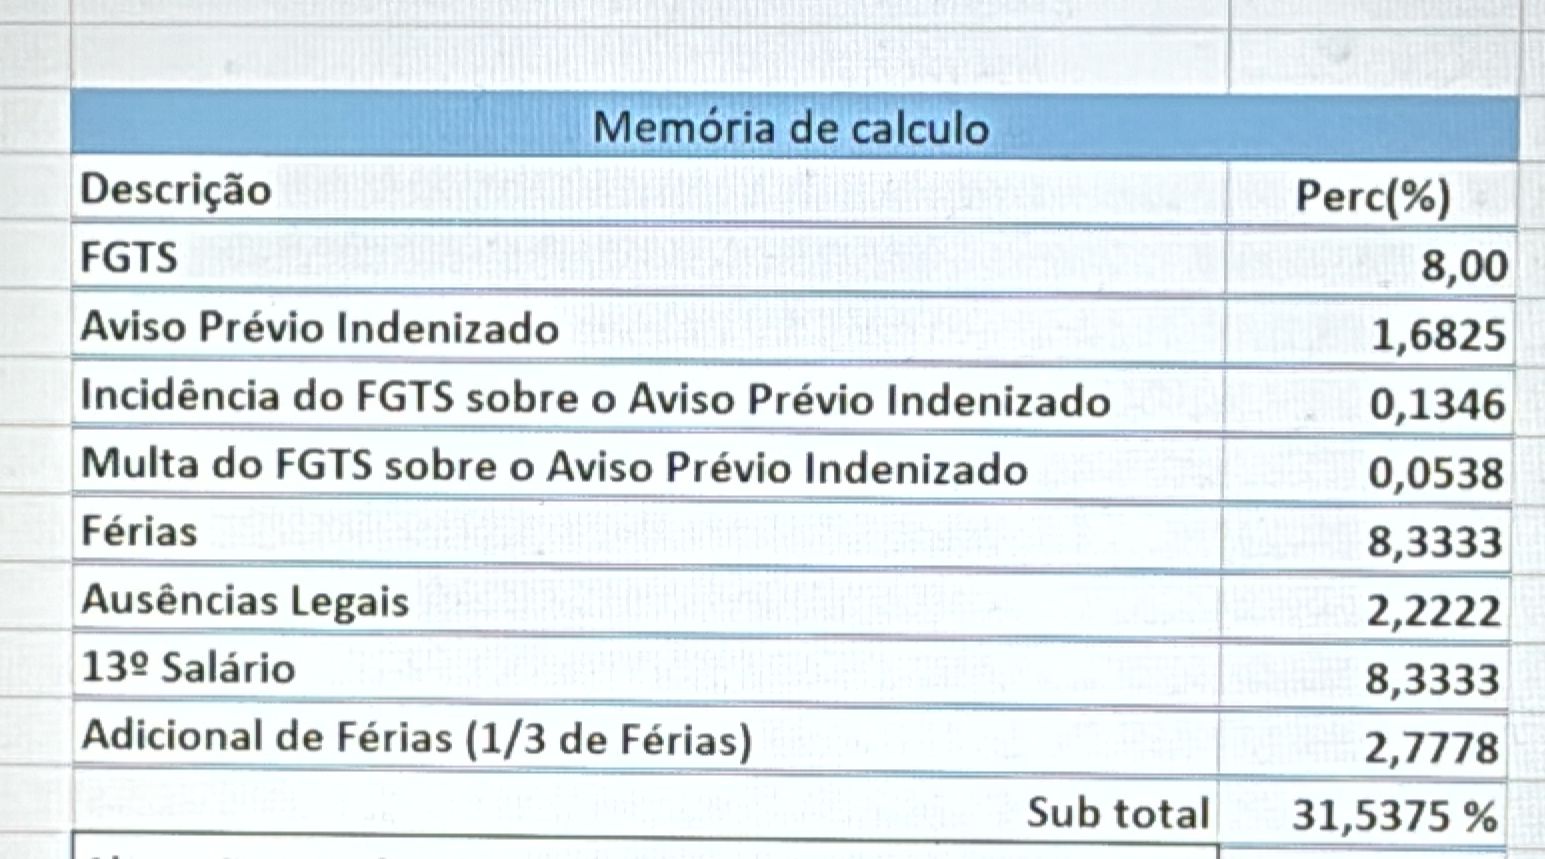 Memória de calculo
Descrição Perc(%)
FGTS 8,00
Aviso Prévio Indenizado 1,6825
Incidência do FGTS sobre o Aviso Prévio Indenizado 0,1346
Multa do FGTS sobre o Aviso Prévio Indenizado 0,0538
Férias 8,3333
Ausências Legais 2,2222
13º Salário 8,3333
Adicional de Férias (1/3 de Férias) 2,7778
Sub total 31,5375 %